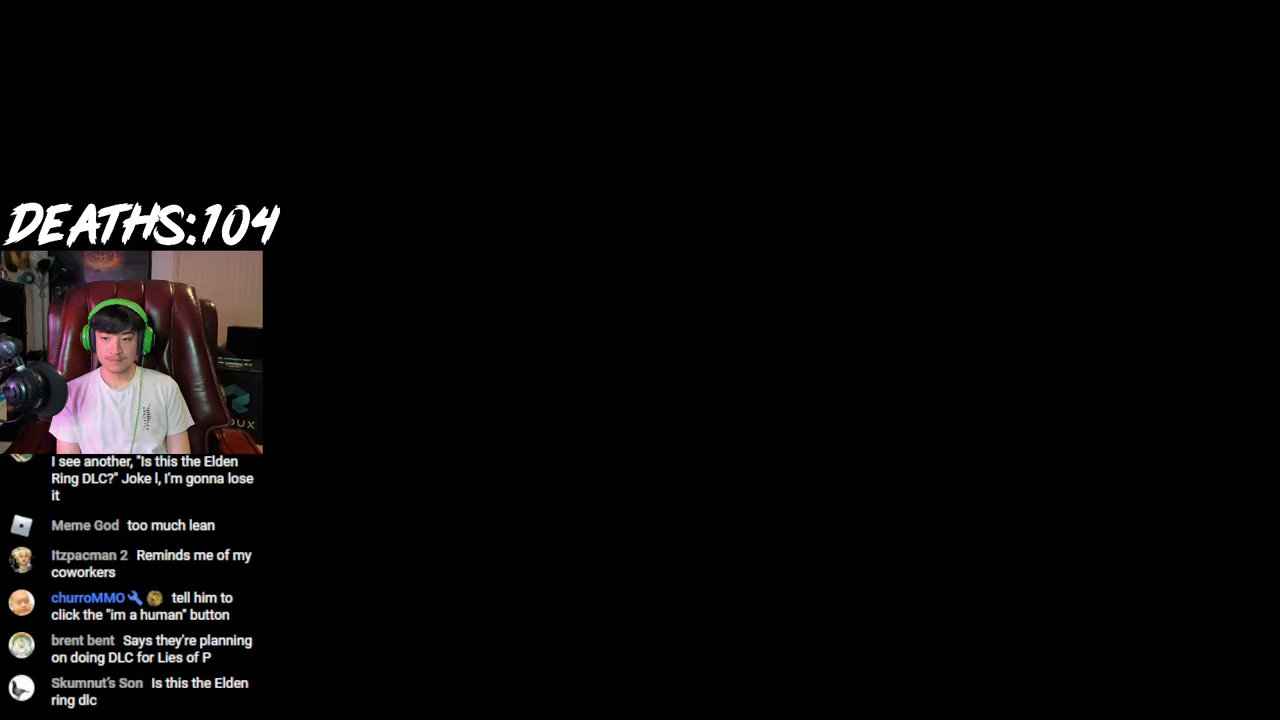 DEATHS:104
DUX
I see another, "Is this the Elden
Ring DLC?" Joke l, I'm gonna lose
it
Meme God too much lean
Itzpacman 2 Reminds me of my
coworkers
churroMMO tell him to
click the "im a human" button
brent bent Says they're planning
on doing DLC for Lies of P
Skumnut's Son Is this the Elden
ring dlc